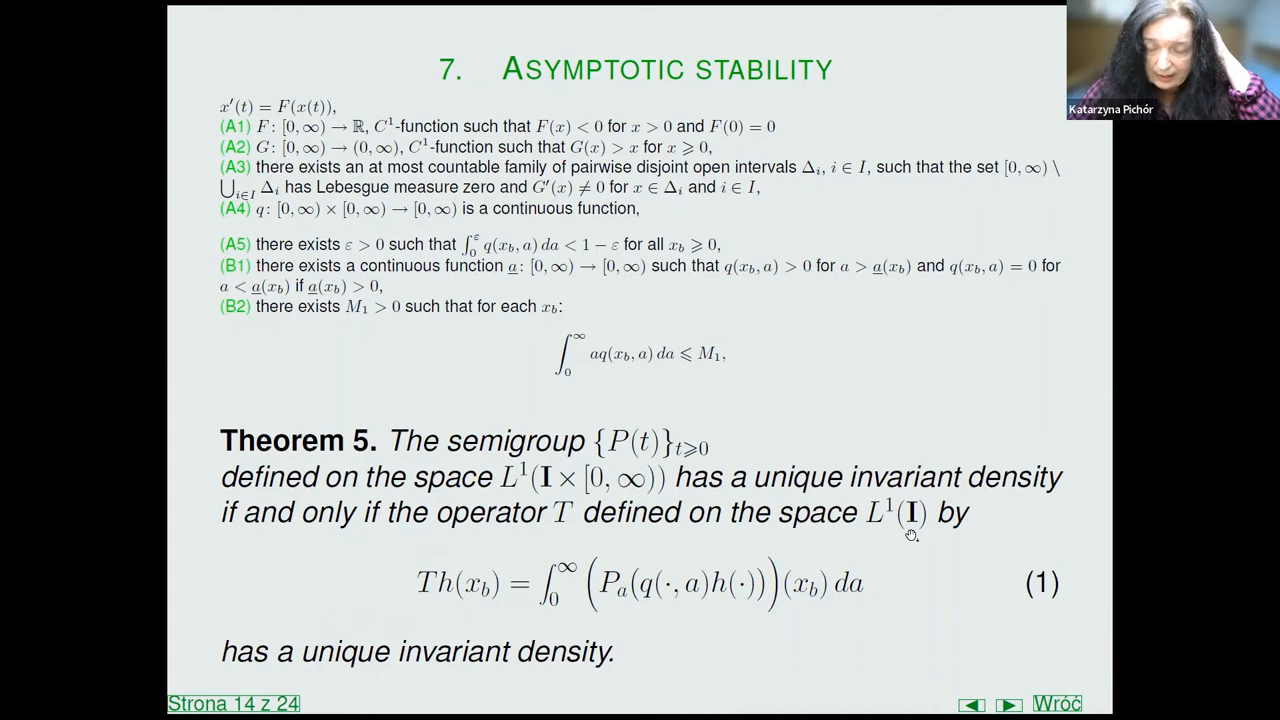 7. ASYMPTOTIC STABILITY
Katarzyna Pichór
x′(t) = F(x(t)),
(A1) F: [0, ∞) → ℝ, C¹-function such that F(x) < 0 for x > 0 and F(0) = 0
(A2) G: [0, ∞) → (0, ∞), C¹-function such that G(x) > x for x ⩾ 0,
(A3) there exists an at most countable family of pairwise disjoint open intervals Δᵢ, i ∈ I, such that the set [0, ∞) \
⋃_{i∈I} Δᵢ has Lebesgue measure zero and G′(x) ≠ 0 for x ∈ Δᵢ and i ∈ I,
(A4) q: [0, ∞) × [0, ∞) → [0, ∞) is a continuous function,
(A5) there exists ε > 0 such that ∫₀^ε q(x_b, a) da < 1 − ε for all x_b ⩾ 0,
(B1) there exists a continuous function a̲: [0, ∞) → [0, ∞) such that q(x_b, a) > 0 for a > a̲(x_b) and q(x_b, a) = 0 for
a < a̲(x_b) if a̲(x_b) > 0,
(B2) there exists M₁ > 0 such that for each x_b:
∫₀^∞ aq(x_b, a) da ⩽ M₁,
Theorem 5. The semigroup {P(t)}_{t⩾0}
defined on the space L¹(I × [0, ∞)) has a unique invariant density
if and only if the operator T defined on the space L¹(I) by
Th(x_b) = ∫₀^∞ (P_a(q(·, a)h(·)))(x_b) da (1)
has a unique invariant density.
Strona 14 z 24
Wróć